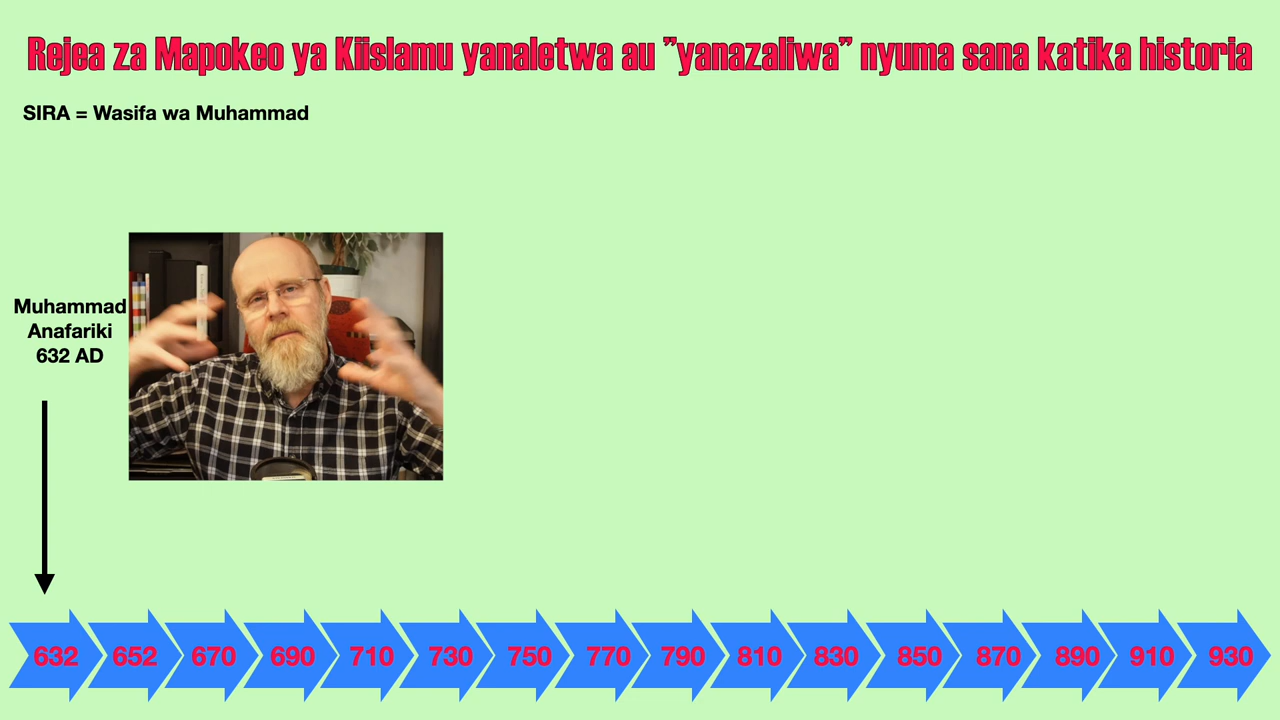 Rejea za Mapokeo ya Kiislamu yanaletwa au ”yanazaliwa” nyuma sana katika historia
SIRA = Wasifa wa Muhammad
Muhammad
Anafariki
632 AD
632 652 670 690 710 730 750 770 790 810 830 850 870 890 910 930